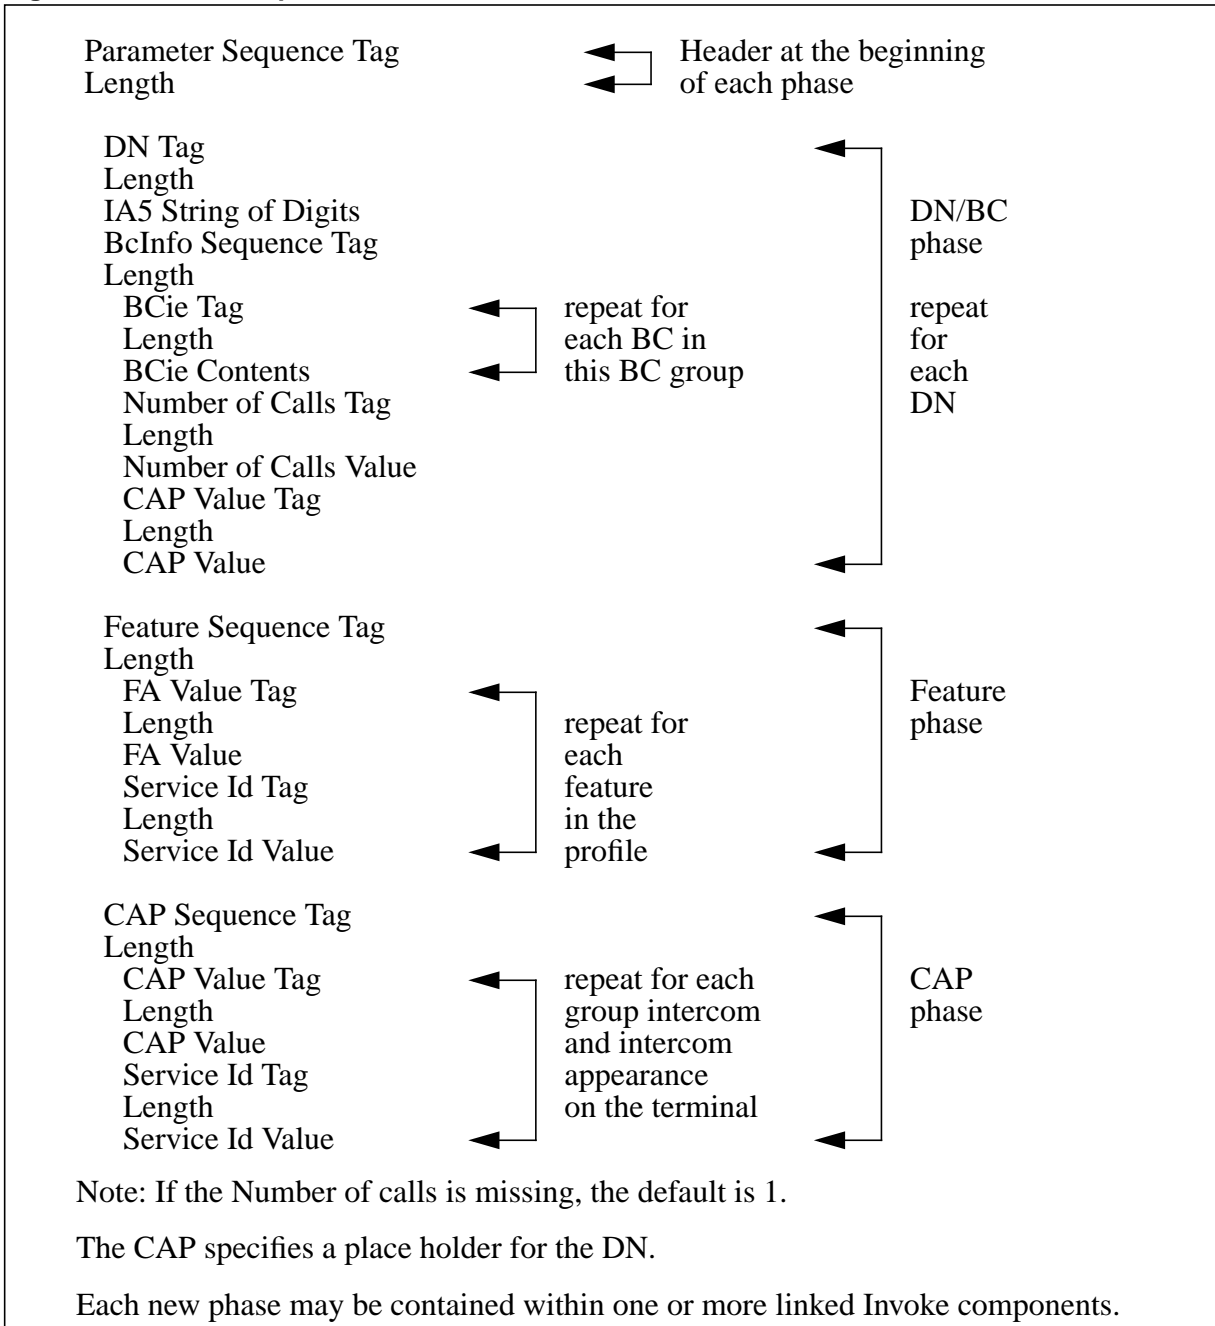 Parameter Sequence Tag Header at the beginning
Length of each phase
DN Tag
Length
IA5 String of Digits DN/BC
BcInfo Sequence Tag phase
Length
BCie Tag repeat for repeat
Length each BC in for
BCie Contents this BC group each
Number of Calls Tag DN
Length
Number of Calls Value
CAP Value Tag
Length
CAP Value
Feature Sequence Tag
Length
FA Value Tag Feature
Length repeat for phase
FA Value each
Service Id Tag feature
Length in the
Service Id Value profile
CAP Sequence Tag
Length
CAP Value Tag repeat for each CAP
Length group intercom phase
CAP Value and intercom
Service Id Tag appearance
Length on the terminal
Service Id Value
Note: If the Number of calls is missing, the default is 1.
The CAP specifies a place holder for the DN.
Each new phase may be contained within one or more linked Invoke components.